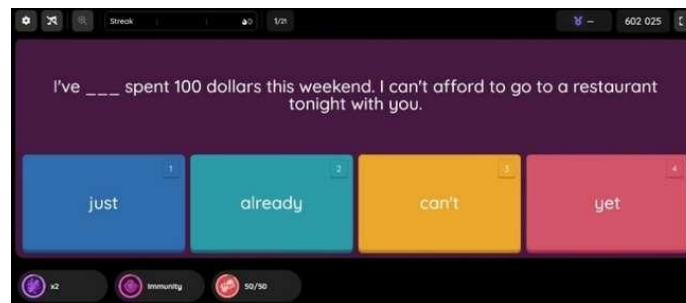 Streak
0
1/21
–
602 025
I've ___ spent 100 dollars this weekend. I can't afford to go to a restaurant
tonight with you.
1
2
3
4
just
already
can't
yet
x2
Immunity
50/50